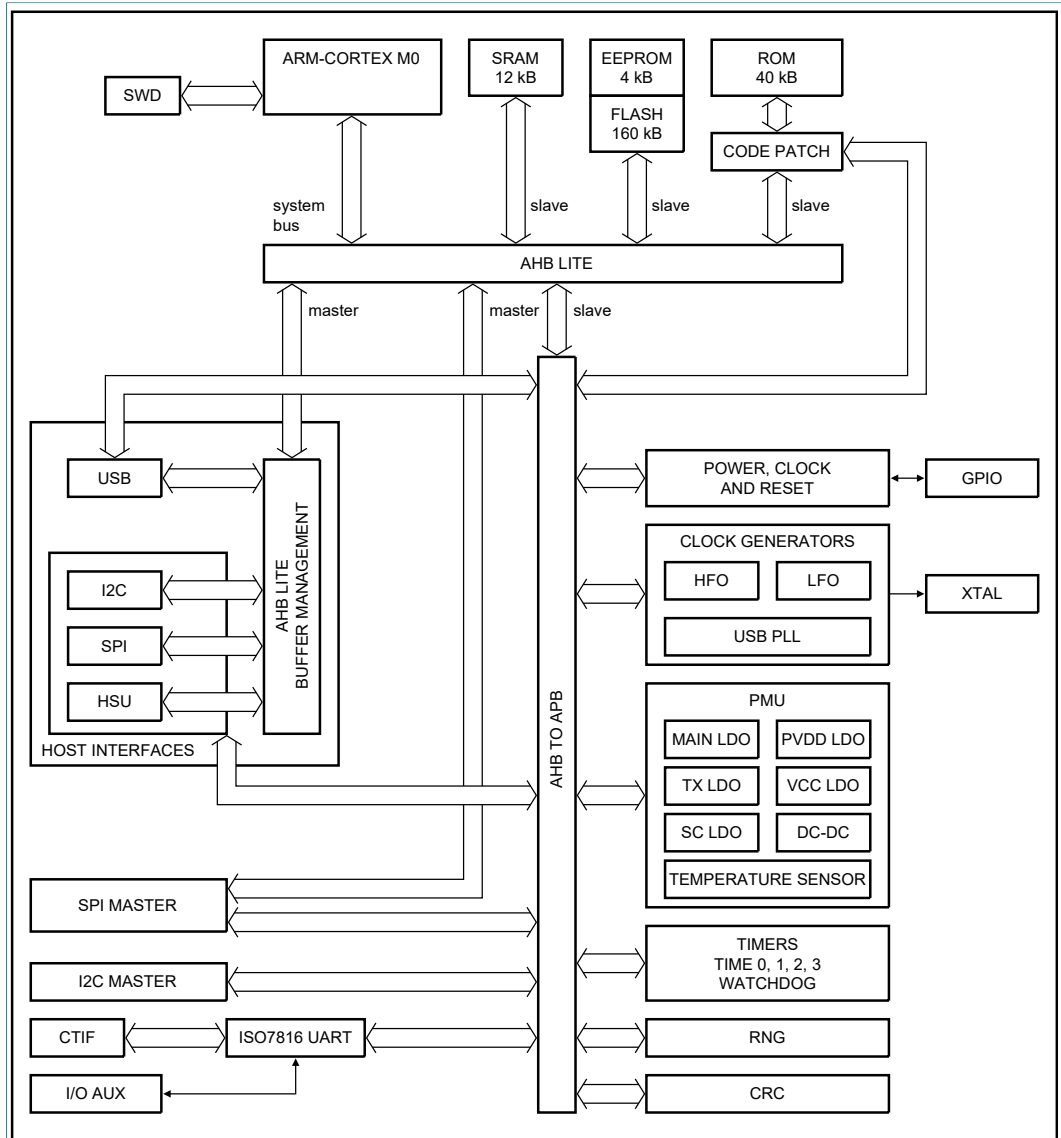 ARM-CORTEX M0
SRAM
12 kB
EEPROM
4 kB
ROM
40 kB
SWD
FLASH
160 kB
CODE PATCH
system
bus
slave
slave
slave
AHB LITE
master
master
slave
USB
AHB LITE
BUFFER MANAGEMENT
I2C
SPI
HSU
HOST INTERFACES
AHB TO APB
POWER, CLOCK
AND RESET
GPIO
CLOCK GENERATORS
HFO
LFO
USB PLL
XTAL
PMU
MAIN LDO
PVDD LDO
TX LDO
VCC LDO
SC LDO
DC-DC
TEMPERATURE SENSOR
SPI MASTER
TIMERS
TIME 0, 1, 2, 3
WATCHDOG
I2C MASTER
CTIF
ISO7816 UART
RNG
I/O AUX
CRC